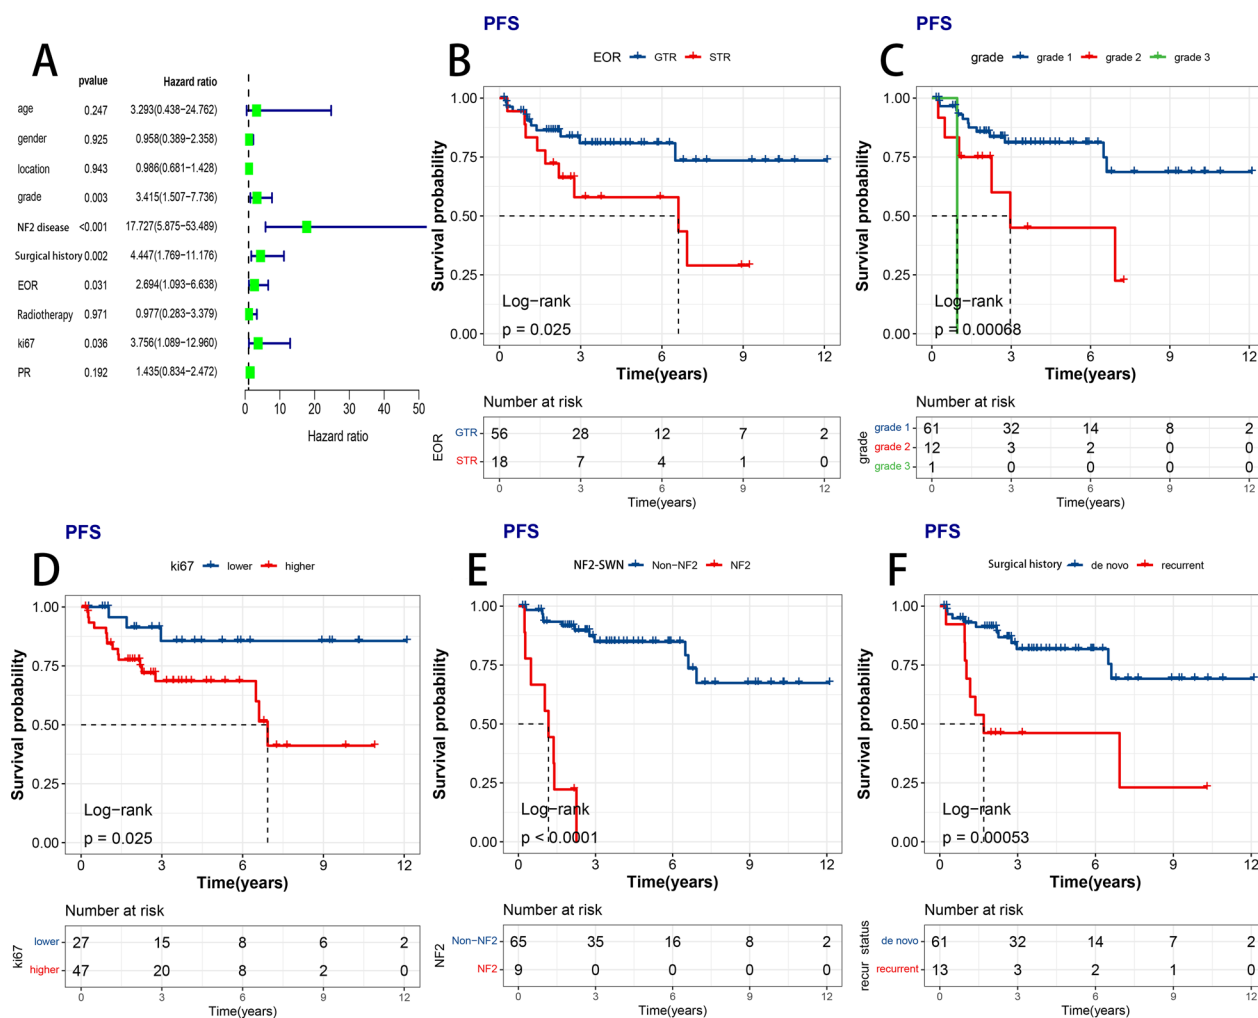 A
pvalue Hazard ratio
age 0.247 3.293(0.438−24.762)
gender 0.925 0.958(0.389−2.358)
location 0.943 0.986(0.681−1.428)
grade 0.003 3.415(1.507−7.736)
NF2 disease <0.001 17.727(5.875−53.489)
Surgical history 0.002 4.447(1.769−11.176)
EOR 0.031 2.694(1.093−6.638)
Radiotherapy 0.971 0.977(0.283−3.379)
ki67 0.036 3.756(1.089−12.960)
PR 0.192 1.435(0.834−2.472)
0 10 20 30 40 50
Hazard ratio
PFS
B
EOR GTR STR
Survival probability
1.00
0.75
0.50
0.25
0.00
Log−rank
p = 0.025
0 3 6 9 12
Time(years)
Number at risk
EOR
GTR 56 28 12 7 2
STR 18 7 4 1 0
0 3 6 9 12
Time(years)
PFS
C
grade grade 1 grade 2 grade 3
Survival probability
1.00
0.75
0.50
0.25
0.00
Log−rank
p = 0.00068
0 3 6 9 12
Time(years)
Number at risk
grade
grade 1 61 32 14 8 2
grade 2 12 3 2 0 0
grade 3 1 0 0 0 0
0 3 6 9 12
Time(years)
PFS
D
ki67 lower higher
Survival probability
1.00
0.75
0.50
0.25
0.00
Log−rank
p = 0.025
0 3 6 9 12
Time(years)
Number at risk
ki67
lower 27 15 8 6 2
higher 47 20 8 2 0
0 3 6 9 12
Time(years)
PFS
E
NF2-SWN Non−NF2 NF2
Survival probability
1.00
0.75
0.50
0.25
0.00
Log−rank
p < 0.0001
0 3 6 9 12
Time(years)
Number at risk
NF2
Non−NF2 65 35 16 8 2
NF2 9 0 0 0 0
0 3 6 9 12
Time(years)
PFS
F
Surgical history de novo recurrent
Survival probability
1.00
0.75
0.50
0.25
0.00
Log−rank
p = 0.00053
0 3 6 9 12
Time(years)
Number at risk
recur status
de novo 61 32 14 7 2
recurrent 13 3 2 1 0
0 3 6 9 12
Time(years)